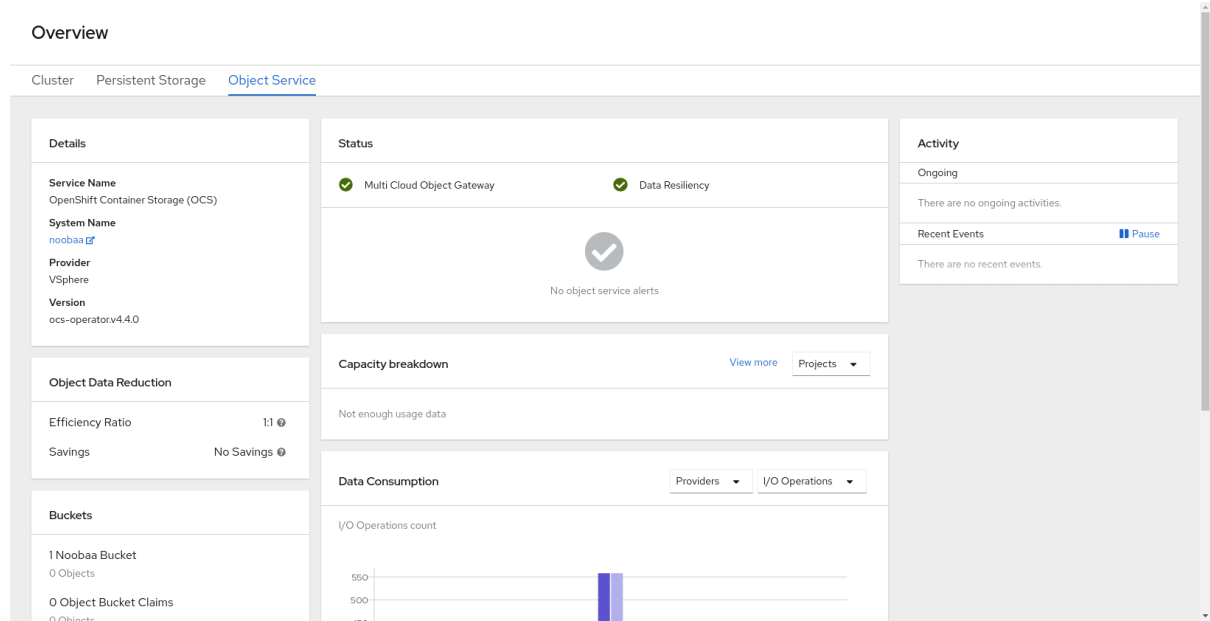 Overview
Cluster Persistent Storage Object Service
Details
Service Name
OpenShift Container Storage (OCS)
System Name
noobaa
Provider
VSphere
Version
ocs-operator.v4.4.0
Object Data Reduction
Efficiency Ratio 1:1
Savings No Savings
Buckets
1 Noobaa Bucket
0 Objects
0 Object Bucket Claims
0 Objects
Status
Multi Cloud Object Gateway Data Resiliency
No object service alerts
Capacity breakdown View more Projects
Not enough usage data
Data Consumption Providers I/O Operations
I/O Operations count
550
500
Activity
Ongoing
There are no ongoing activities.
Recent Events Pause
There are no recent events.